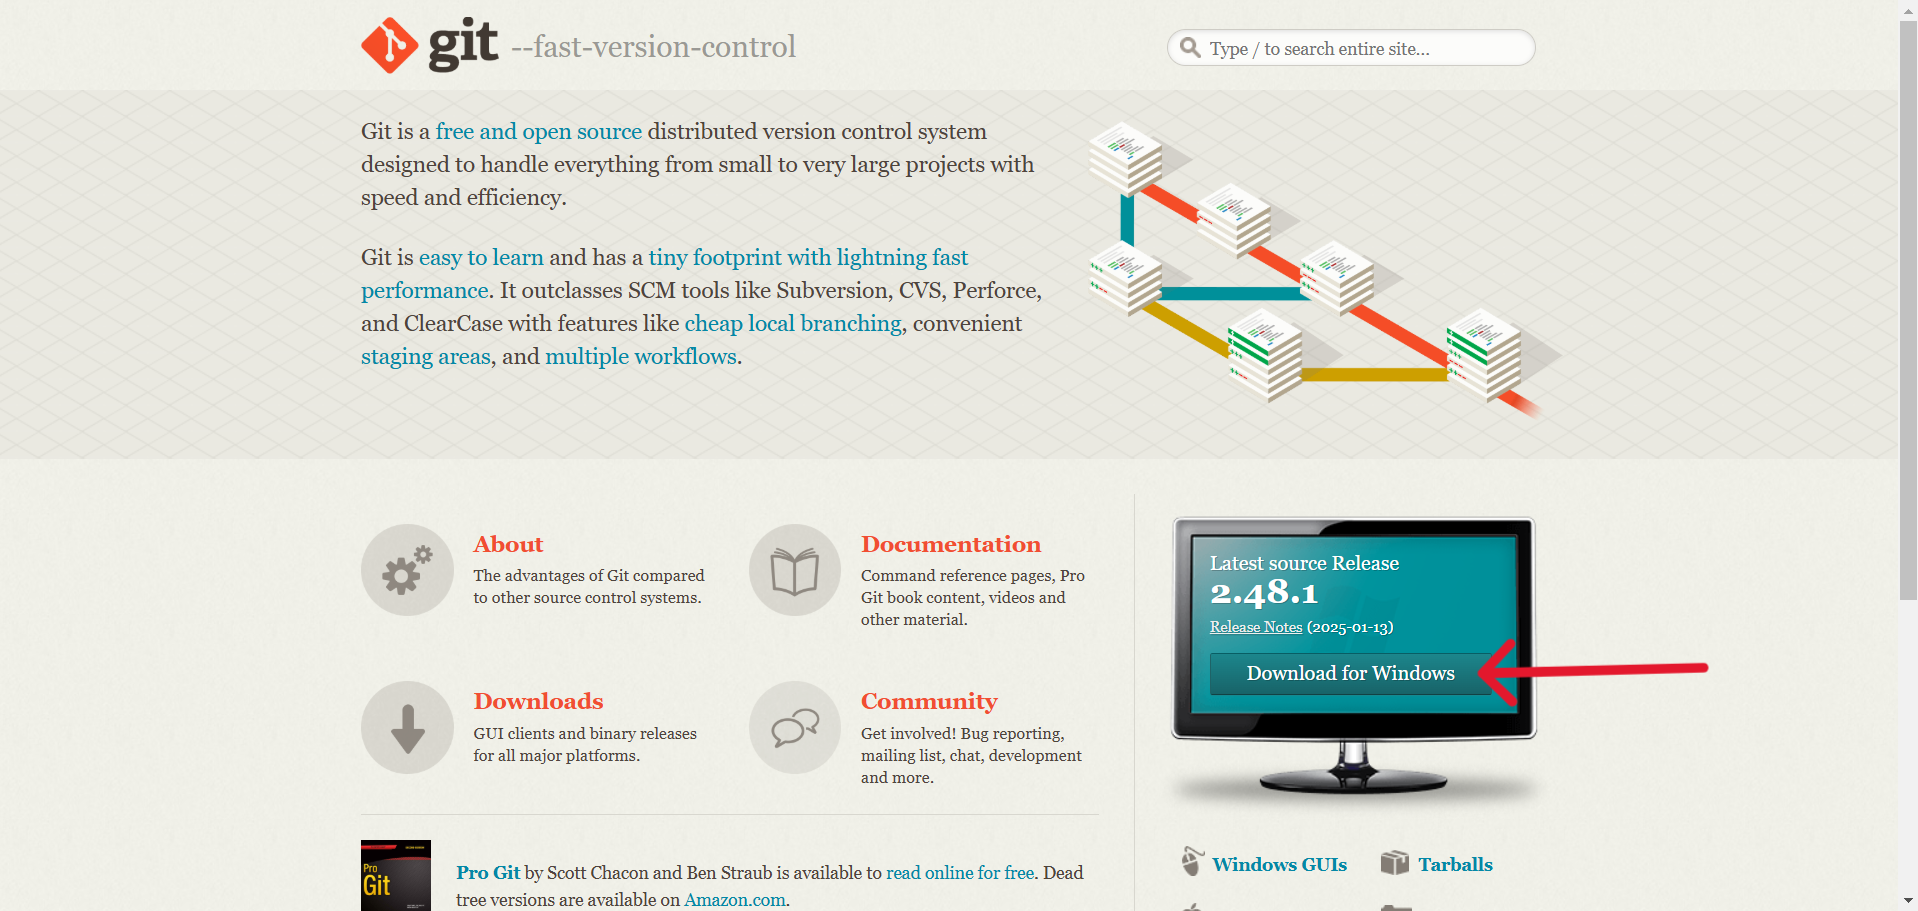 git --fast-version-control
Type / to search entire site...
Git is a free and open source distributed version control system
designed to handle everything from small to very large projects with
speed and efficiency.
Git is easy to learn and has a tiny footprint with lightning fast
performance. It outclasses SCM tools like Subversion, CVS, Perforce,
and ClearCase with features like cheap local branching, convenient
staging areas, and multiple workflows.
About
The advantages of Git compared
to other source control systems.
Documentation
Command reference pages, Pro
Git book content, videos and
other material.
Downloads
GUI clients and binary releases
for all major platforms.
Community
Get involved! Bug reporting,
mailing list, chat, development
and more.
Latest source Release
2.48.1
Release Notes (2025-01-13)
Download for Windows
Windows GUIs
Tarballs
Pro
Git
Pro Git by Scott Chacon and Ben Straub is available to read online for free. Dead
tree versions are available on Amazon.com.